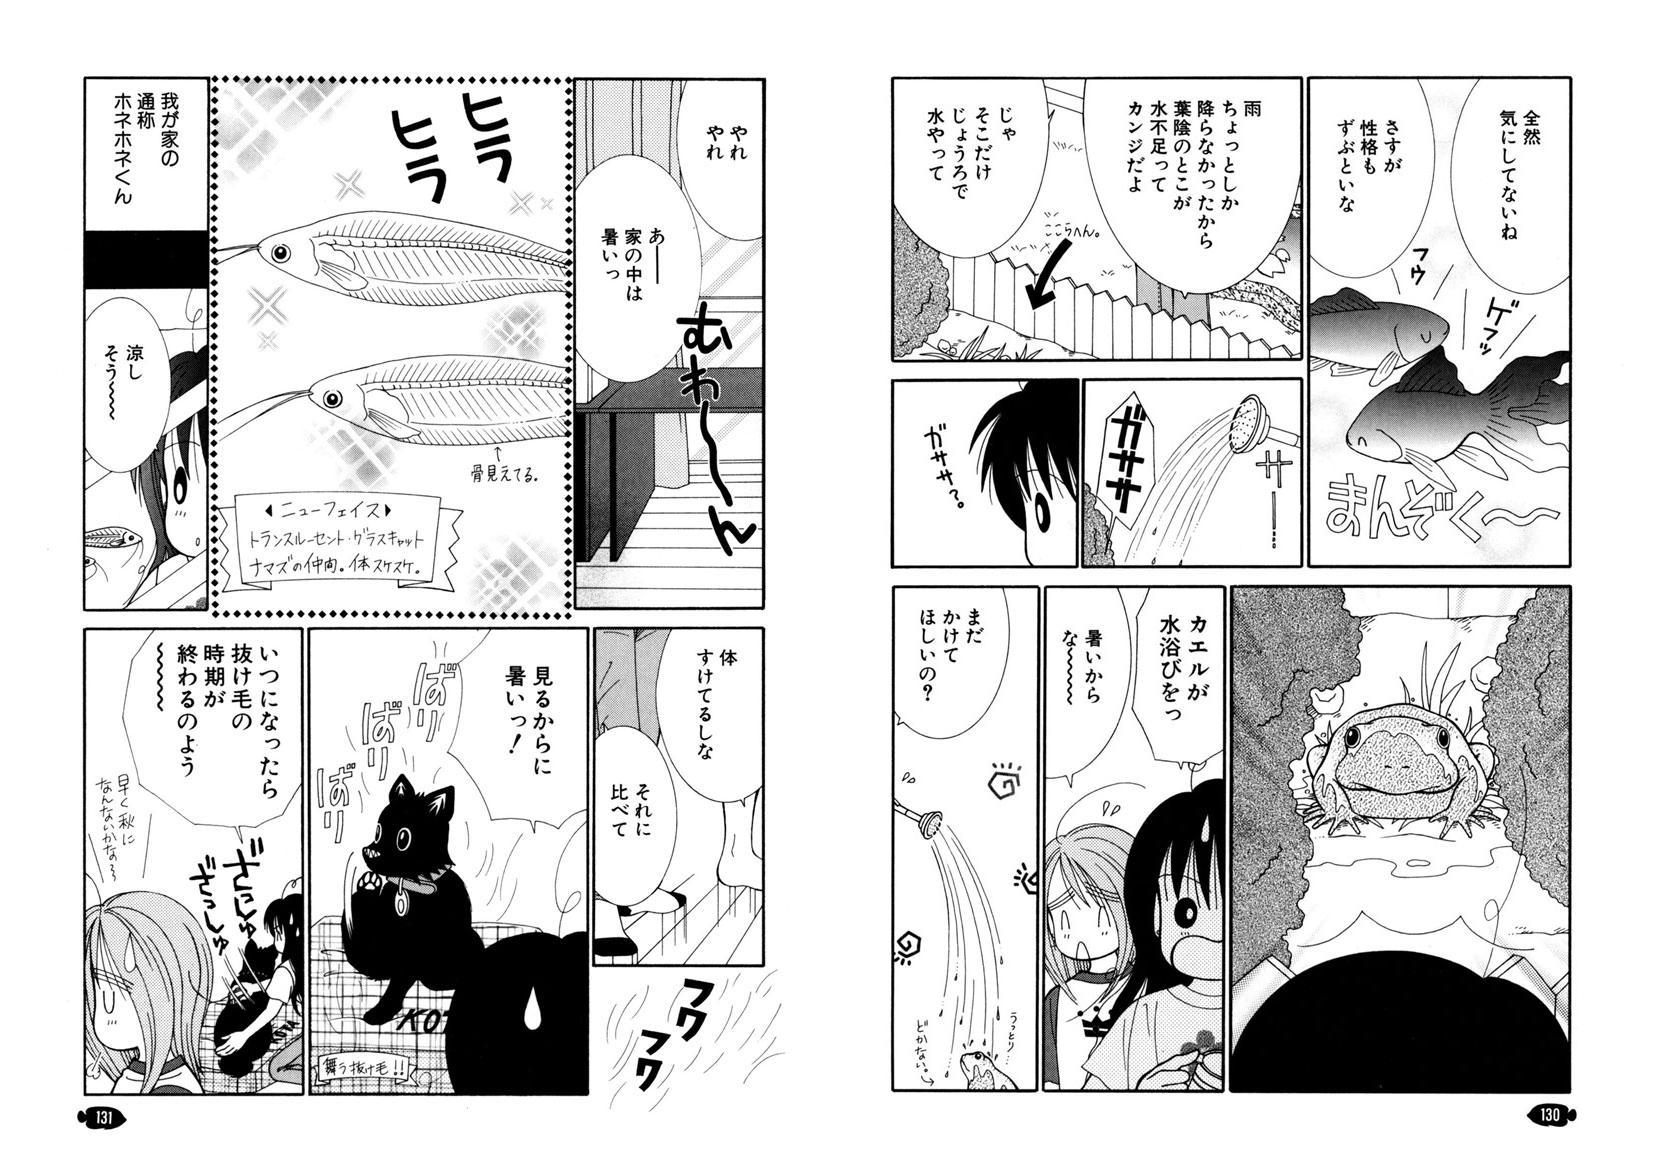 全然
気にしてないね
さすが
性格も
ずぶといな
フウ
ゲフッ
まんぞく〜
雨
ちょっとしか
降らなかったから
葉陰のとこが
水不足って
カンジだよ
じゃ
そこだけ
じょうろで
水やって
ここらへん。
サー
ガササ
ガササ?
カエルが
水浴びをっ
暑いから
な〜〜〜
まだ
かけて
ほしいの?
うっとり…
どかない。
130
やれ
やれ
あ——
家の中は
暑いっ
むわ〜〜ん
ヒラ
ヒラ
骨見えてる。
ニューフェイス
トランスルーセント・グラスキャット
ナマズの仲間。体スケスケ。
我が家の
通称
ホネホネくん
涼し
そう〜〜〜
体
すけてるしな
それに
比べて
フワ
フワ
見るからに
暑いっ!
ばり
ばり
ばり
KOT
舞う抜け毛!!
いつになったら
抜け毛の
時期が
終わるのよう
〜〜〜〜
ざしゅ
ざっしゅ
早く秋に
なんないかな〜
131